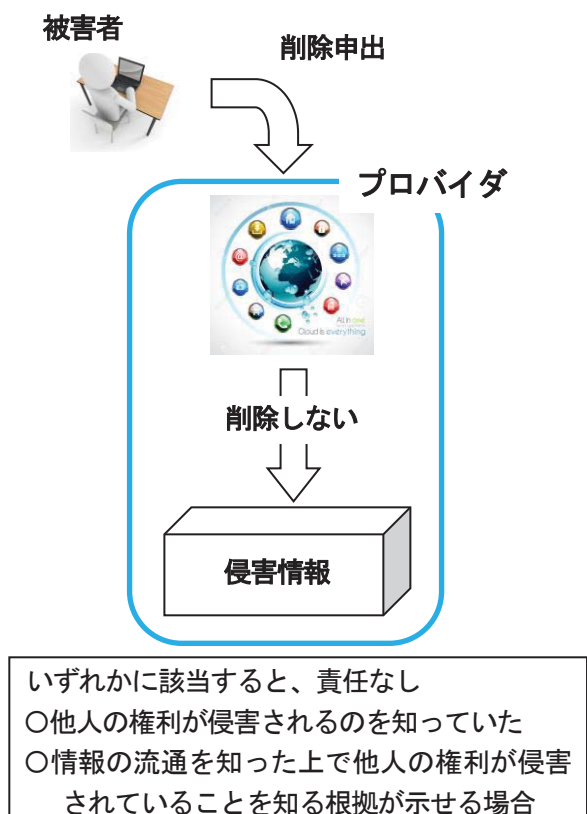 被害者
削除申出
プロバイダ
All in one
Cloud is everything
削除しない
侵害情報
いずれかに該当すると、責任なし
〇他人の権利が侵害されるのを知っていた
〇情報の流通を知った上で他人の権利が侵害
されていることを知る根拠が示せる場合